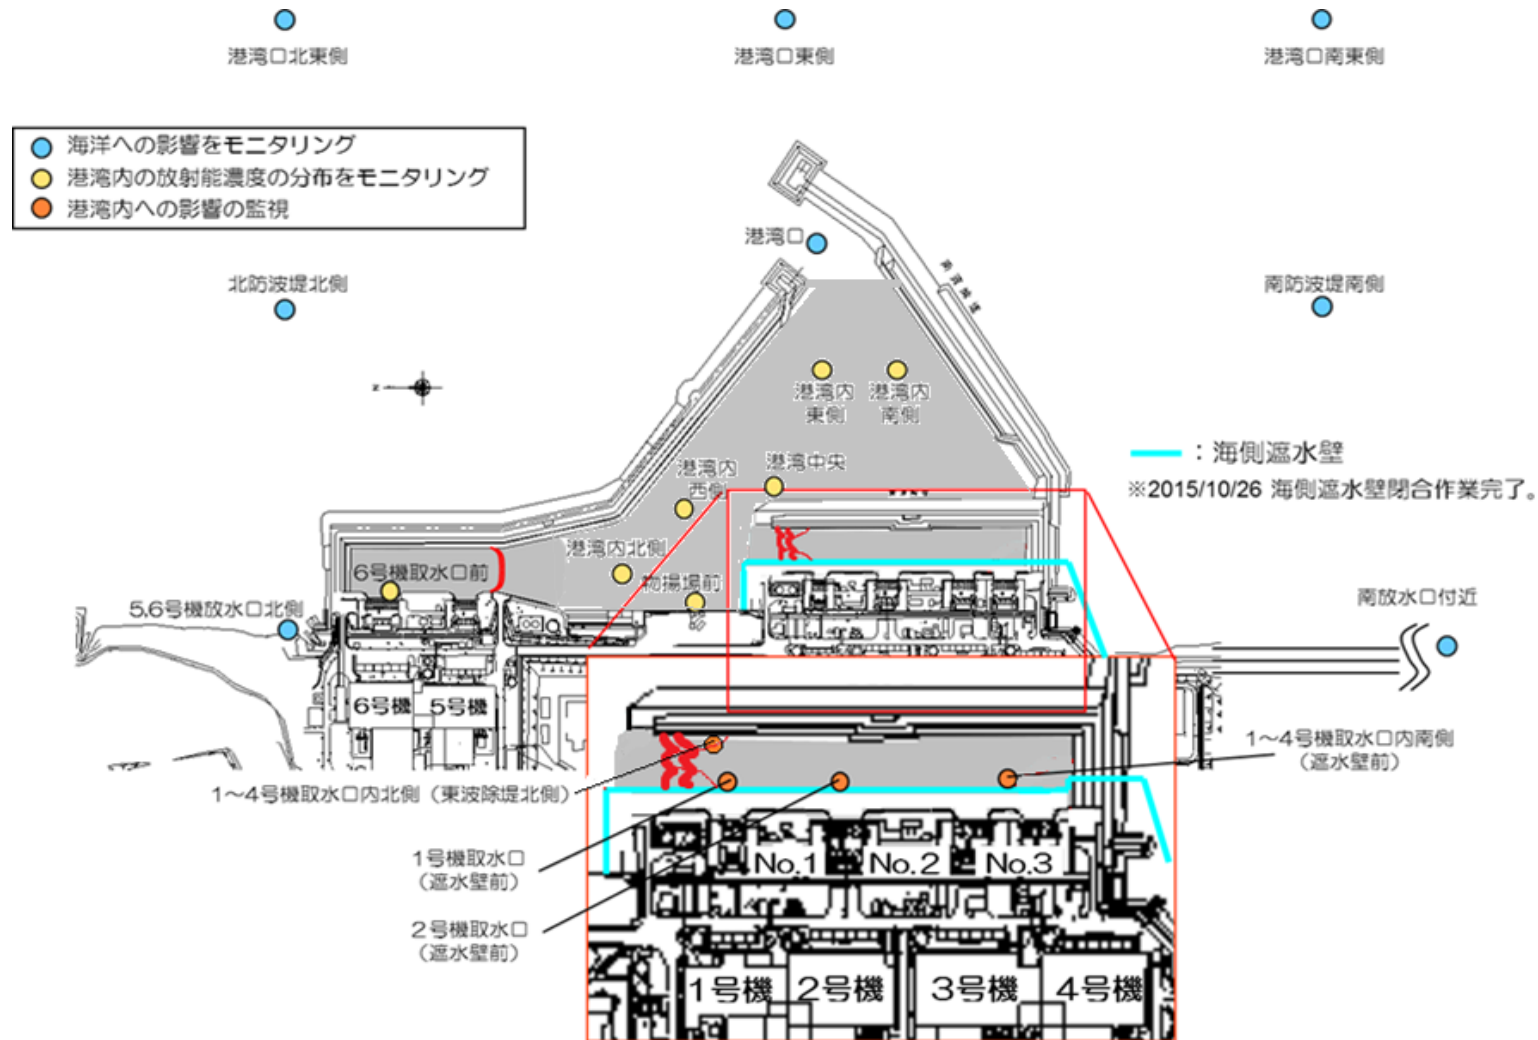 港湾口北東側
港湾口東側
港湾口南東側
海洋への影響をモニタリング
港湾内の放射能濃度の分布をモニタリング
港湾内への影響の監視
港湾口
北防波堤北側
南防波堤南側
南防波堤
N
港湾内
東側
港湾内
南側
港湾中央
港湾内
西側
：海側遮水壁
※2015/10/26 海側遮水壁閉合作業完了。
港湾内北側
6号機取水口前
物揚場前
5,6号機放水口北側
南放水口付近
6号機
5号機
1～4号機取水口内南側
（遮水壁前）
1～4号機取水口内北側（東波除堤北側）
1号機取水口
（遮水壁前）
No.1
No.2
No.3
2号機取水口
（遮水壁前）
1号機
2号機
3号機
4号機